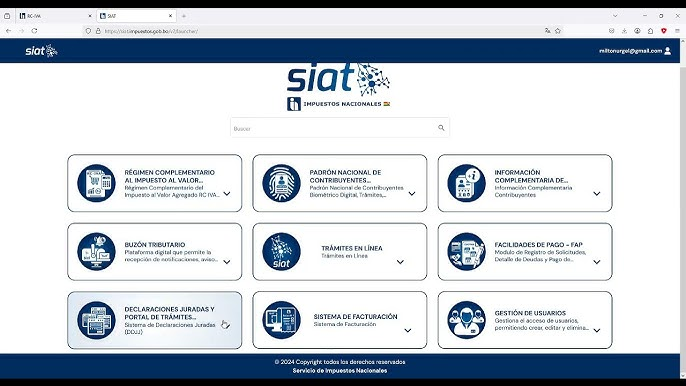 RC-IVA
SIAT
https://siat.impuestos.gob.bo/v2/launcher/
siat
miltonurgel@gmail.com
siat
IMPUESTOS NACIONALES
Buscar
RÉGIMEN COMPLEMENTARIO
AL IMPUESTO AL VALOR...
Régimen Complementario del
Impuesto al Valor Agregado RC IVA...
PADRÓN NACIONAL DE
CONTRIBUYENTES...
Padrón Nacional de Contribuyentes
Biométrico Digital, Trámites,...
INFORMACIÓN
COMPLEMENTARIA DE...
Información Complementaria
Contribuyentes
BUZÓN TRIBUTARIO
Plataforma digital que permite la
recepción de notificaciones, aviso...
siat
TRÁMITES EN LÍNEA
Trámites en Línea
FACILIDADES DE PAGO - FAP
Modulo de Registro de Solicitudes,
Detalle de Deudas y Pago de...
DECLARACIONES JURADAS Y
PORTAL DE TRÁMITES...
Sistema de Declaraciones Juradas
(DDJJ)
SISTEMA DE FACTURACIÓN
Sistema de Facturación
GESTIÓN DE USUARIOS
Gestiona el acceso de usuarios,
permitiendo crear, editar y elimina...
© 2024 Copyright todos los derechos reservados
Servicio de Impuestos Nacionales